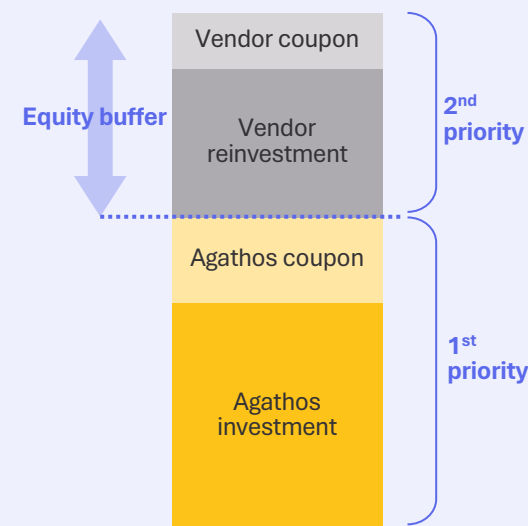 Vendor coupon
Equity buffer
Vendor
reinvestment
2nd
priority
Agathos coupon
Agathos
investment
1st
priority